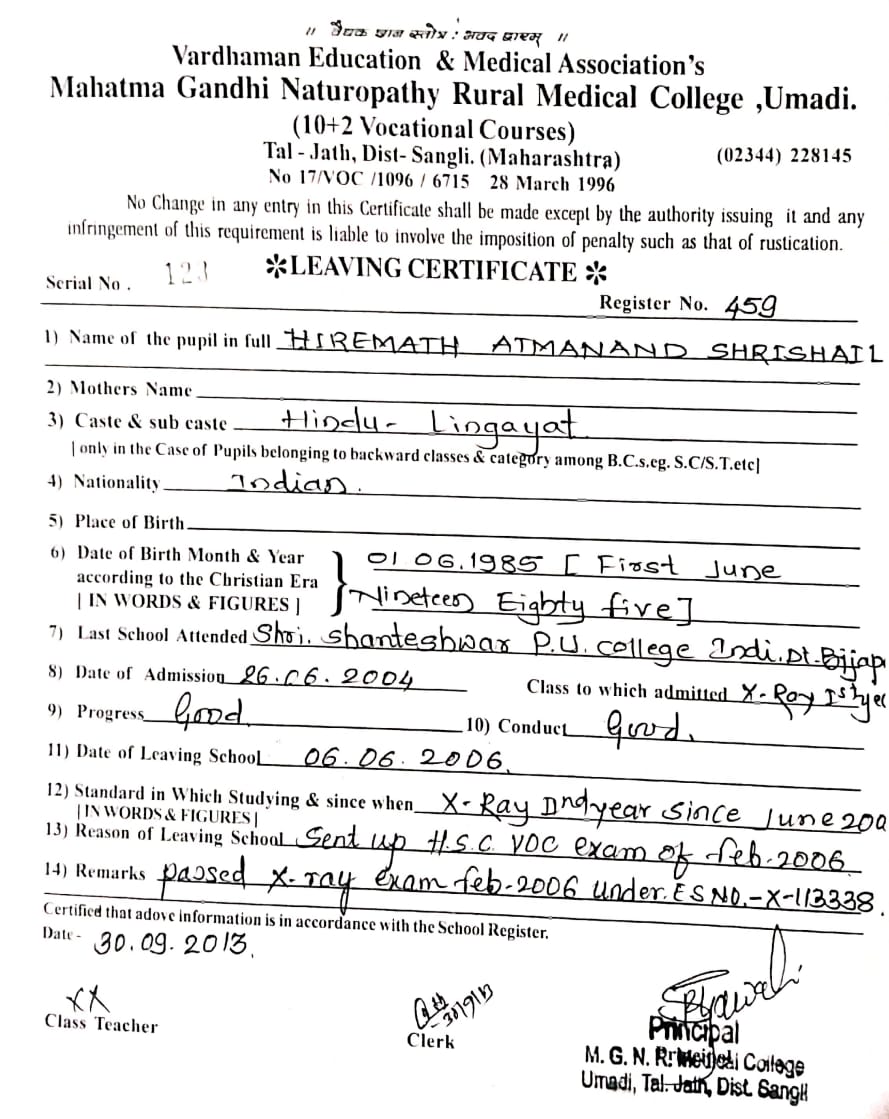 Vardhaman Education & Medical Association's
Mahatma Gandhi Naturopathy Rural Medical College ,Umadi.
(10+2 Vocational Courses)
Tal - Jath, Dist- Sangli. (Maharashtra) (02344) 228145
No 17/VOC /1096 / 6715 28 March 1996
No Change in any entry in this Certificate shall be made except by the authority issuing it and any
infringement of this requirement is liable to involve the imposition of penalty such as that of rustication.
Serial No . 123 ✻LEAVING CERTIFICATE ✻
Register No. 459
1) Name of the pupil in full HIREMATH ATMANAND SHRISHAIL
2) Mothers Name
3) Caste & sub caste Hindu - Lingayat
[only in the Case of Pupils belonging to backward classes & category among B.C.s.eg. S.C/S.T.etc]
4) Nationality Indian.
5) Place of Birth
6) Date of Birth Month & Year 01 06.1985 [ First June
according to the Christian Era
[ IN WORDS & FIGURES ] Nineteen Eighty five]
7) Last School Attended Shri. Shanteshwar P.U. college Indi. Dt. Bijap
8) Date of Admission 26.06.2004 Class to which admitted X-Ray Ist yea
9) Progress Good 10) Conduct Good.
11) Date of Leaving School 06.06.2006.
12) Standard in Which Studying & since when X-Ray IInd year since June 200
[IN WORDS & FIGURES]
13) Reason of Leaving School Sent up H.S.C. VOC exam of feb-2006
14) Remarks passed X-ray exam feb-2006 under. E S NO.-X-113338.
Certified that adove information is in accordance with the School Register.
Date - 30.09.2013.
XX
Class Teacher
30/9/13
Clerk
Principal
M. G. N. R. Medical College
Umadi, Tal. Jath, Dist. Sangli